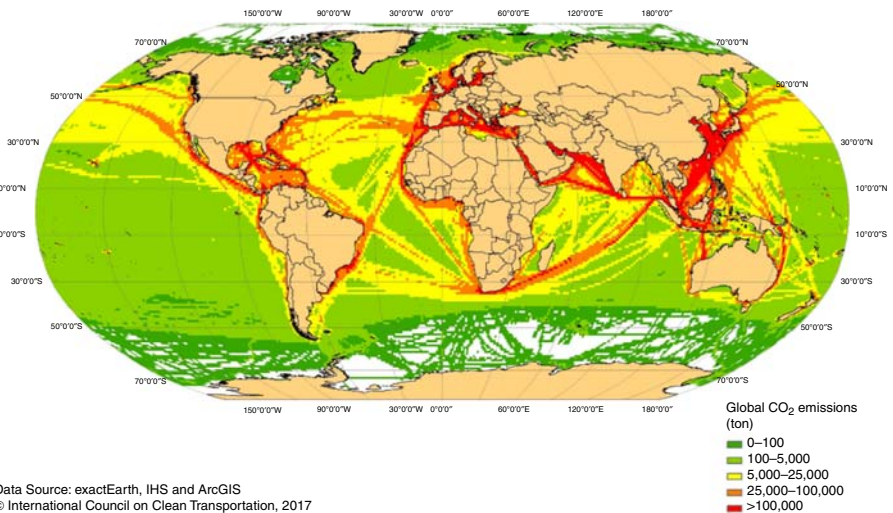 150°0'0"W 90°0'0"W 30°0'0"W 0°0'0" 60°0'0"E 120°0'0"E 180°0'0"E
70°0'0"N 70°0'0"N
50°0'0"N 50°0'0"N
30°0'0"N 30°0'0"N
10°0'0"N 10°0'0"N
0°0'0"S 10°0'0"S
30°0'0"S 30°0'0"S
50°0'0"S 50°0'0"S
70°0'0"S 70°0'0"S
150°0'0"W 90°0'0"W 30°0'0"W 0°0'0" 60°0'0"E 120°0'0"E 180°0'0"E
Global CO₂ emissions
(ton)
0–100
100–5,000
5,000–25,000
25,000–100,000
>100,000
Data Source: exactEarth, IHS and ArcGIS
© International Council on Clean Transportation, 2017